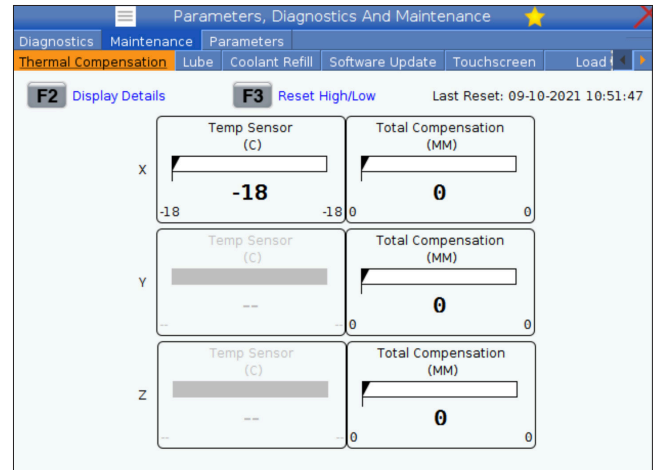 Parameters, Diagnostics And Maintenance
Diagnostics Maintenance Parameters
Thermal Compensation Lube Coolant Refill Software Update Touchscreen Load
F2 Display Details F3 Reset High/Low Last Reset: 09-10-2021 10:51:47
Temp Sensor Total Compensation
(C) (MM)
X
-18 0
-18 -18 0 0
Temp Sensor Total Compensation
(C) (MM)
Y
-- 0
-- -- 0 0
Temp Sensor Total Compensation
(C) (MM)
Z
-- 0
-- -- 0 0